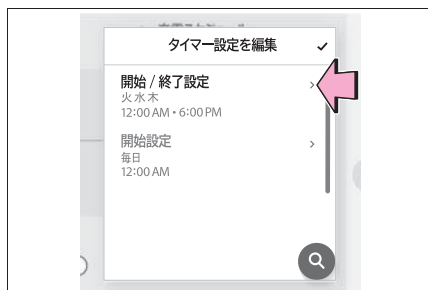 タイマー設定を編集
開始 / 終了設定
火 水 木
12:00 AM • 6:00 PM
開始設定
毎日
12:00 AM